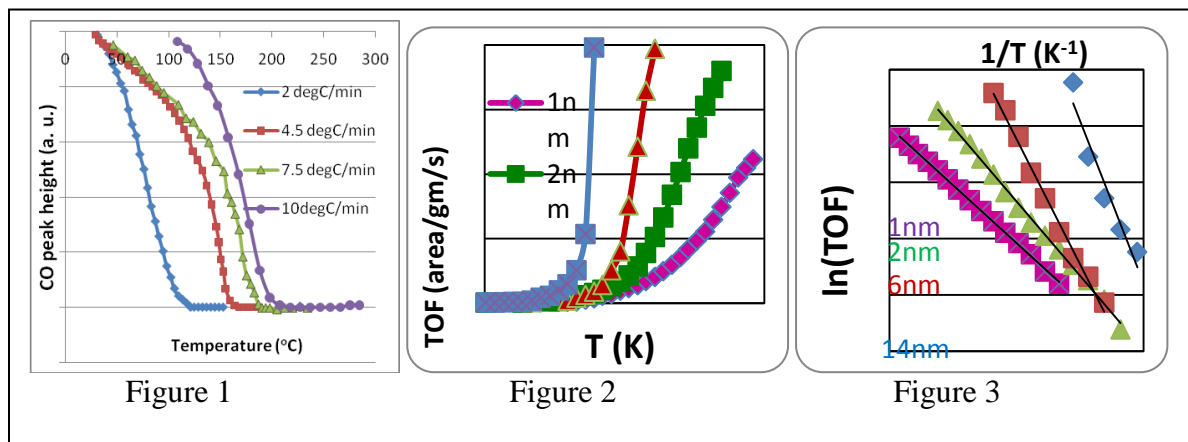 0 50 100 150 200 250 300
CO peak height (a. u.)
2 degC/min
4.5 degC/min
7.5 degC/min
10degC/min
Temperature (°C)
Figure 1
TOF (area/gm/s)
1n
m
2n
m
T (K)
Figure 2
1/T (K-1)
ln(TOF)
1nm
2nm
6nm
14nm
Figure 3